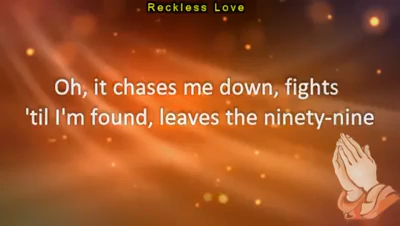 Reckless Love
Oh, it chases me down, fights
'til I'm found, leaves the ninety-nine